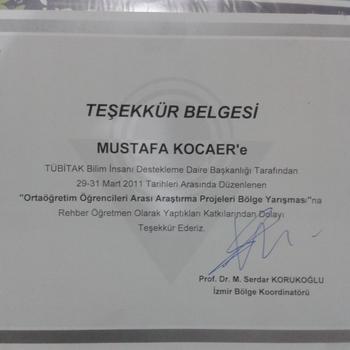 TEŞEKKÜR BELGESİ
MUSTAFA KOCAER'e
TÜBİTAK Bilim İnsanı Destekleme Daire Başkanlığı Tarafından
29-31 Mart 2011 Tarihleri Arasında Düzenlenen
"Ortaöğretim Öğrencileri Arası Araştırma Projeleri Bölge Yarışması"na
Rehber Öğretmen Olarak Yaptıkları Katkılarından Dolayı
Teşekkür Ederiz.
Prof. Dr. M. Serdar KORUKOĞLU
İzmir Bölge Koordinatörü